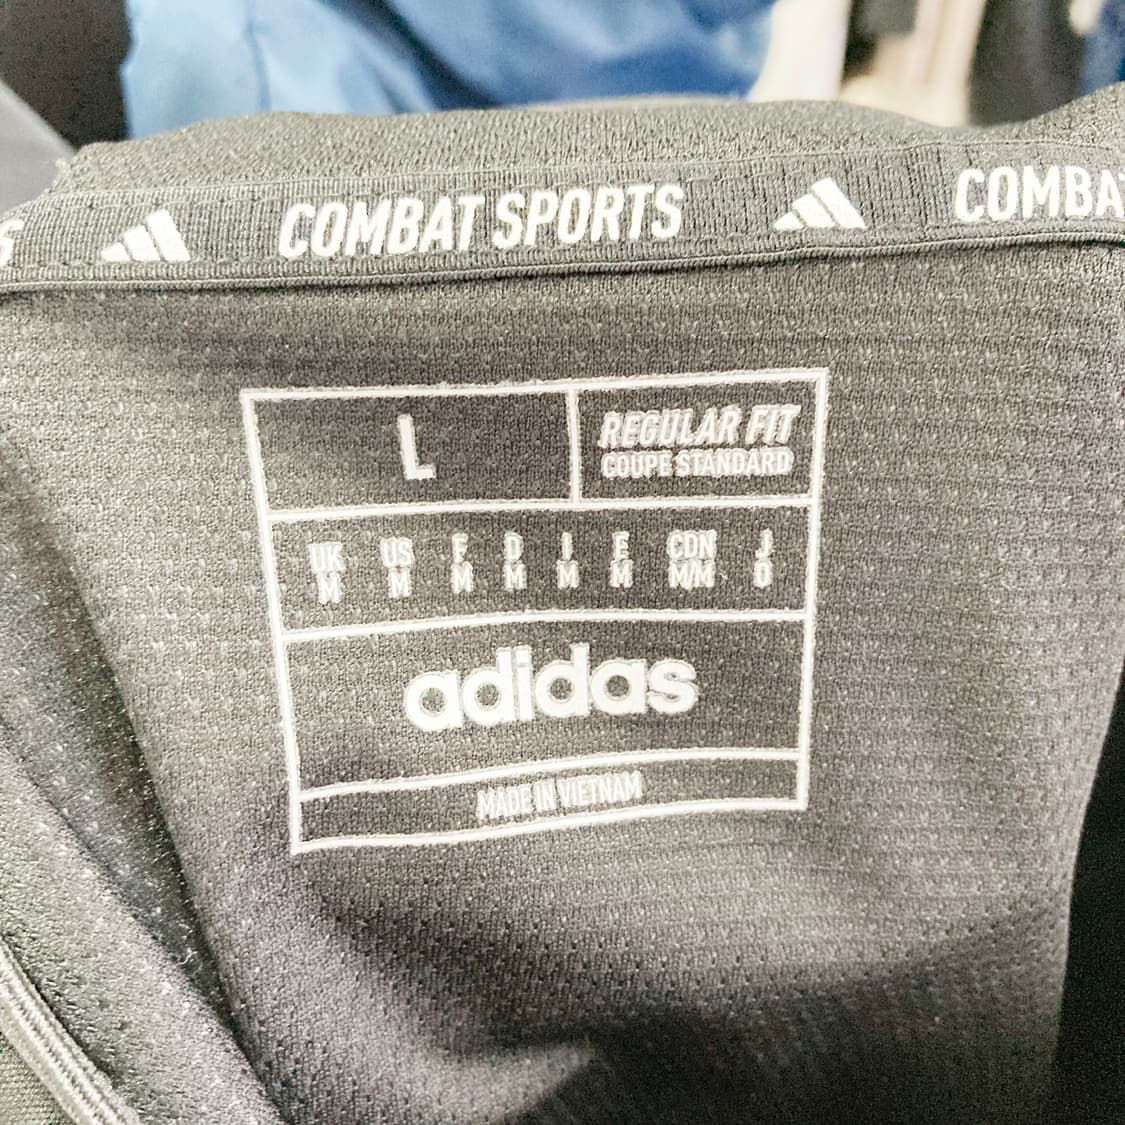 S COMBAT SPORTS COMBAT
L
REGULAR FIT
COUPE STANDARD
UK US F D I E CDN J
M M M M M M M/M O
adidas
MADE IN VIETNAM